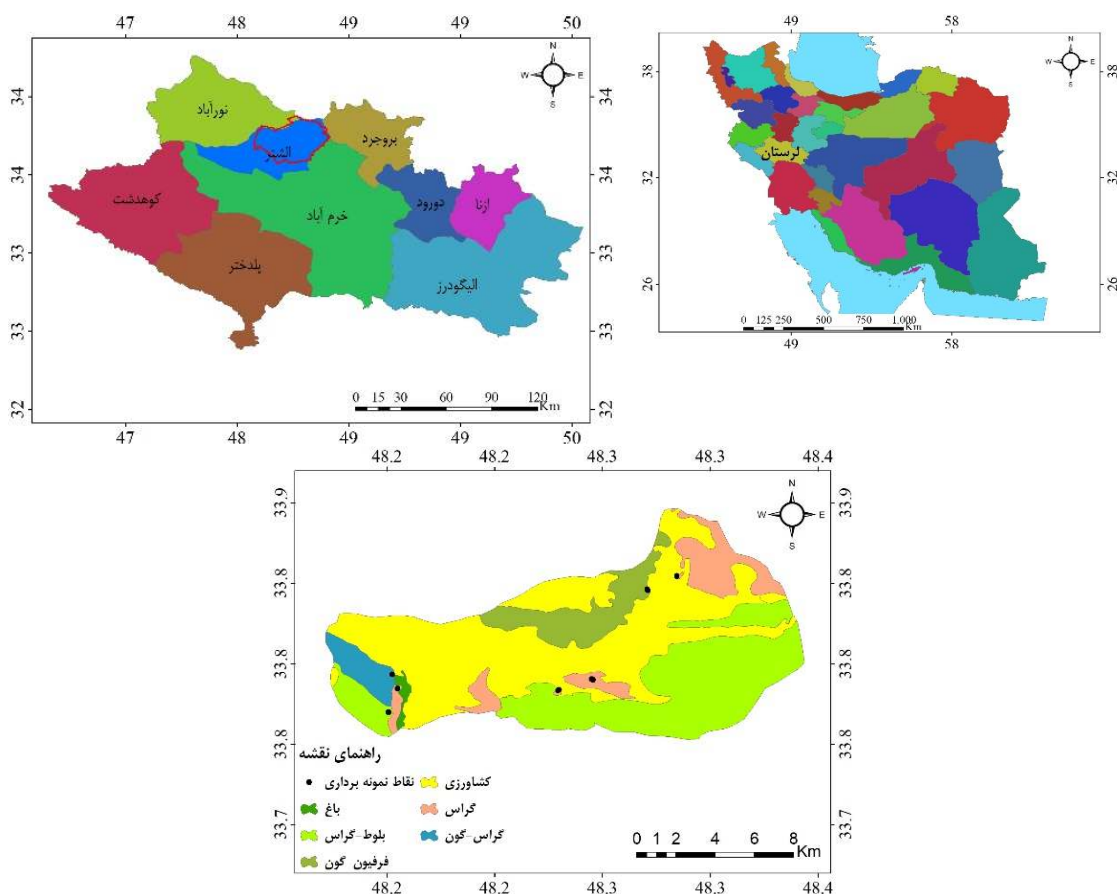 47 48 49 49 50
N
W E
S
34
34
33
33
32
نورآباد
الشتر
بروجرد
کوهدشت
خرم آباد
دورود
ازنا
پلدختر
الیگودرز
0 15 30 60 90 120
Km
47 48 49 49 50
34
34
33
33
32
49 58
N
W E
S
38
32
26
لرستان
38
32
26
0 125 250 500 750 1,000
Km
49 58
48.2 48.2 48.3 48.3 48.4
N
W E
S
33.9
33.8
33.8
33.8
33.7
33.9
33.8
33.8
33.8
33.7
راهنمای نقشه
نقاط نمونه برداری
کشاورزی
باغ
گراس
بلوط-گراس
گراس-گون
فرفیون گون
0 1 2 4 6 8
Km
48.2 48.2 48.3 48.3 48.4